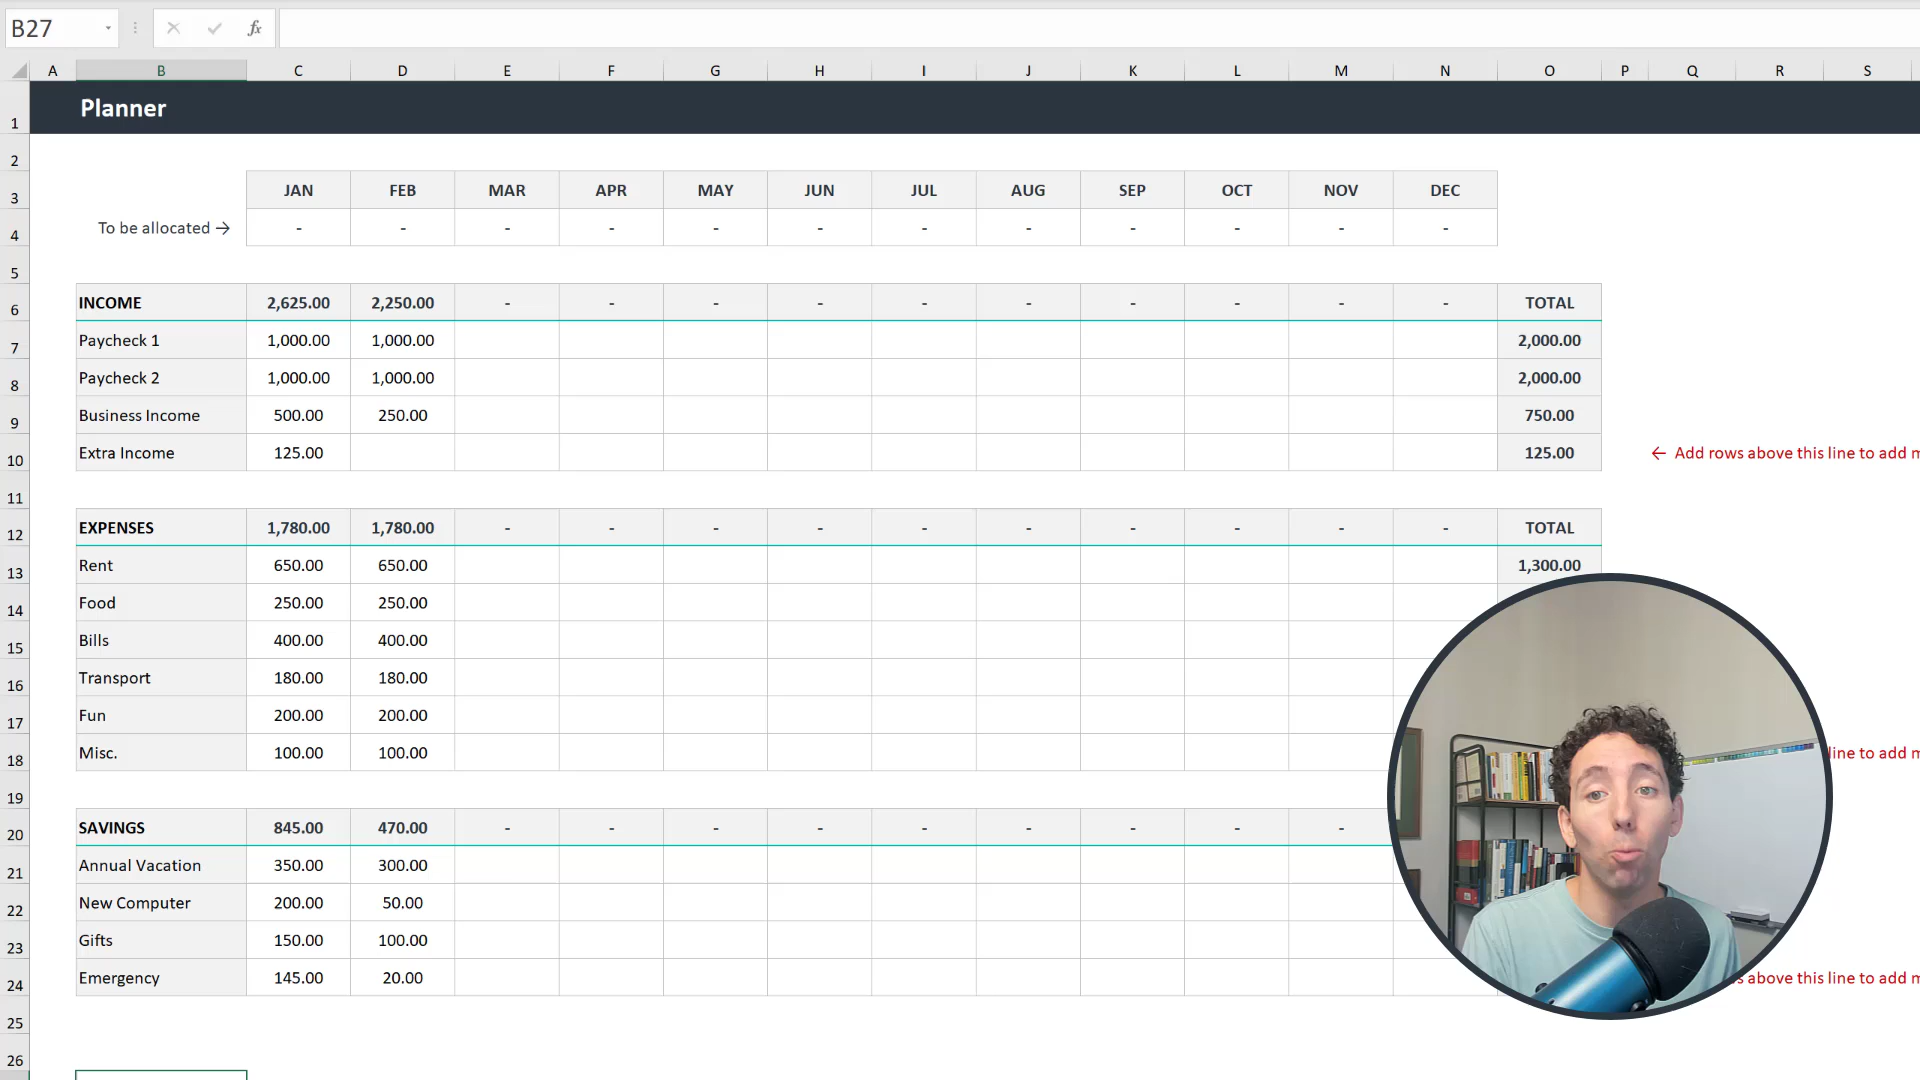 B27 fx
A B C D E F G H I J K L M N O P Q R S
1 Planner
2
3 JAN FEB MAR APR MAY JUN JUL AUG SEP OCT NOV DEC
4 To be allocated → - - - - - - - - - - - -
5
6 INCOME 2,625.00 2,250.00 - - - - - - - - - - TOTAL
7 Paycheck 1 1,000.00 1,000.00 2,000.00
8 Paycheck 2 1,000.00 1,000.00 2,000.00
9 Business Income 500.00 250.00 750.00
10 Extra Income 125.00 125.00 ← Add rows above this line to add
11
12 EXPENSES 1,780.00 1,780.00 - - - - - - - - - - TOTAL
13 Rent 650.00 650.00 1,300.00
14 Food 250.00 250.00
15 Bills 400.00 400.00
16 Transport 180.00 180.00
17 Fun 200.00 200.00
18 Misc. 100.00 100.00 line to add
19
20 SAVINGS 845.00 470.00 - - - - - - - - -
21 Annual Vacation 350.00 300.00
22 New Computer 200.00 50.00
23 Gifts 150.00 100.00
24 Emergency 145.00 20.00 above this line to add
25
26